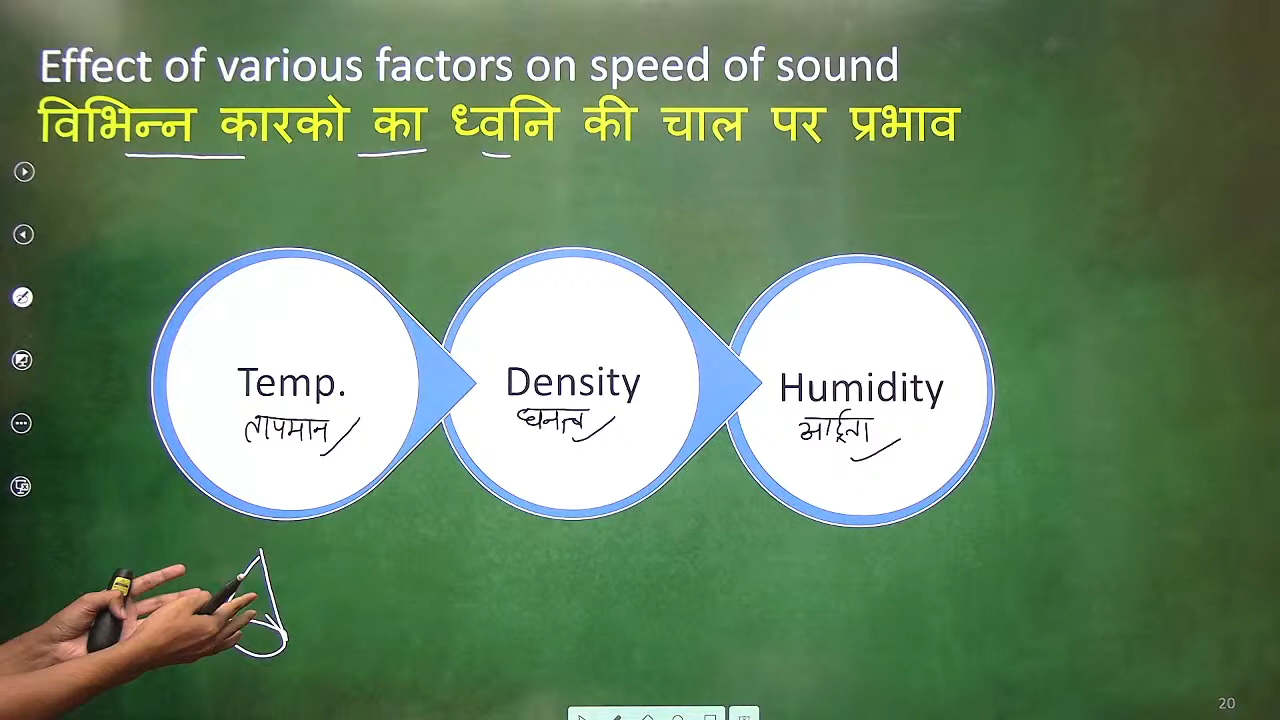 Effect of various factors on speed of sound
विभिन्न कारको का ध्वनि की चाल पर प्रभाव
Temp.
तापमान
Density
घनत्व
Humidity
आर्द्रता
20